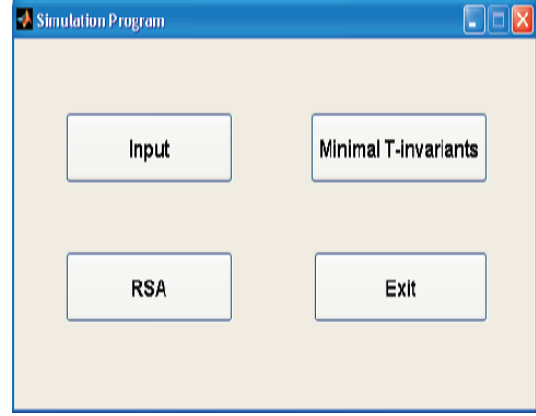 Simulation Program
Input
Minimal T-invariants
RSA
Exit